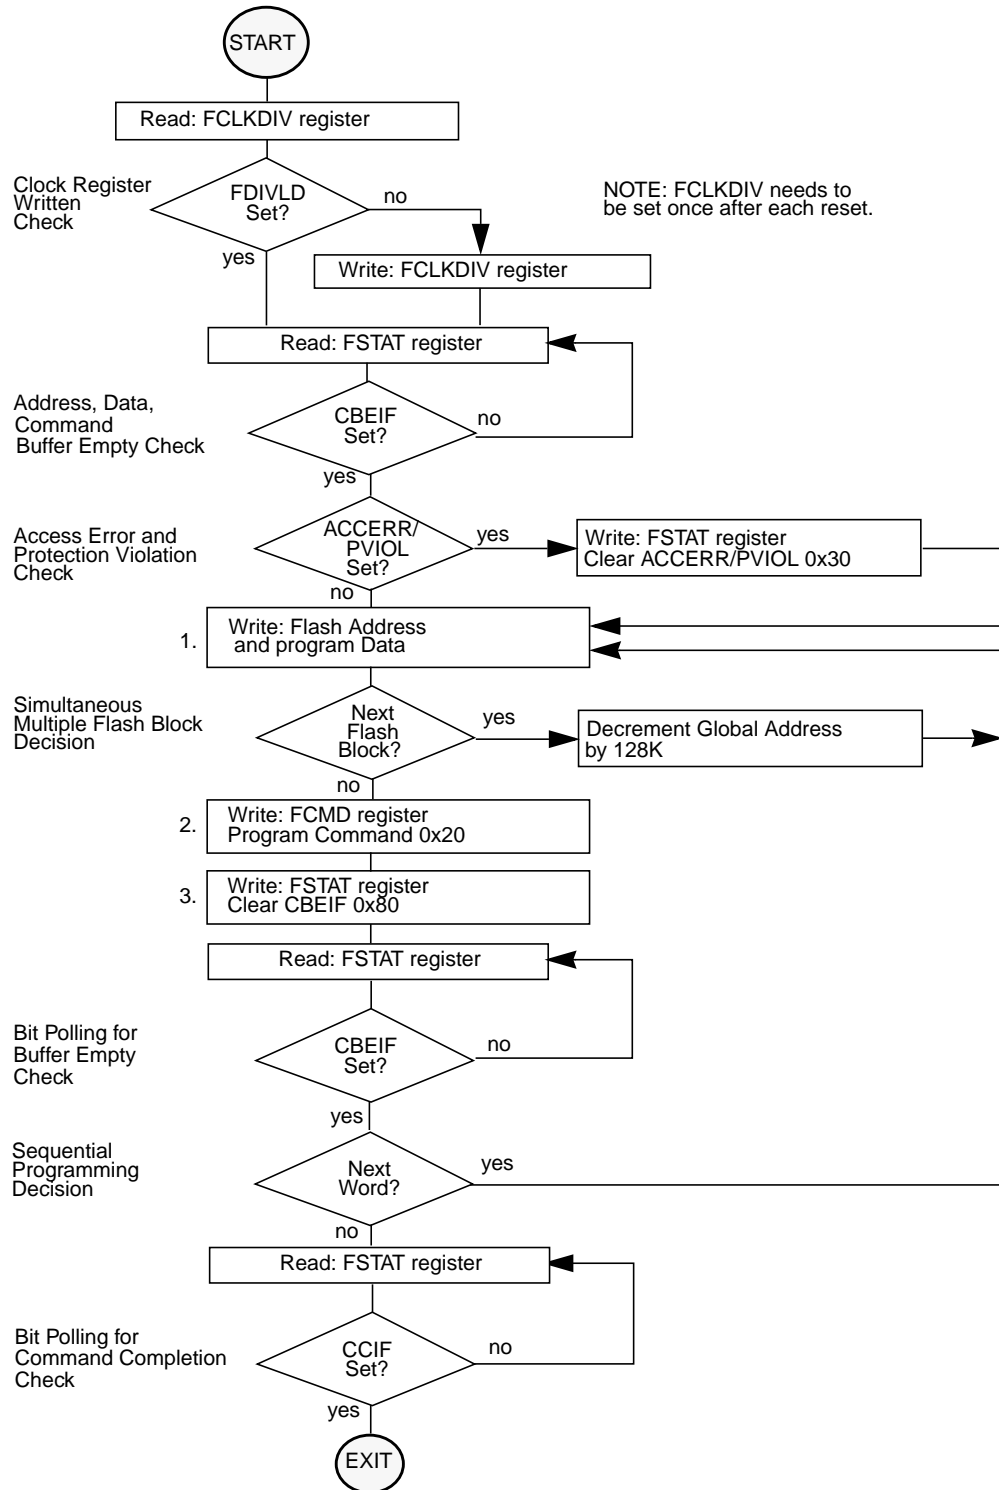 START
Read: FCLKDIV register
Clock Register
Written
Check
FDIVLD
Set?
no
yes
NOTE: FCLKDIV needs to
be set once after each reset.
Write: FCLKDIV register
Read: FSTAT register
Address, Data,
Command
Buffer Empty Check
CBEIF
Set?
no
yes
Access Error and
Protection Violation
Check
ACCERR/
PVIOL
Set?
yes
no
Write: FSTAT register
Clear ACCERR/PVIOL 0x30
1.
Write: Flash Address
and program Data
Simultaneous
Multiple Flash Block
Decision
Next
Flash
Block?
yes
no
Decrement Global Address
by 128K
2.
Write: FCMD register
Program Command 0x20
3.
Write: FSTAT register
Clear CBEIF 0x80
Read: FSTAT register
Bit Polling for
Buffer Empty
Check
CBEIF
Set?
no
yes
Sequential
Programming
Decision
Next
Word?
yes
no
Read: FSTAT register
Bit Polling for
Command Completion
Check
CCIF
Set?
no
yes
EXIT